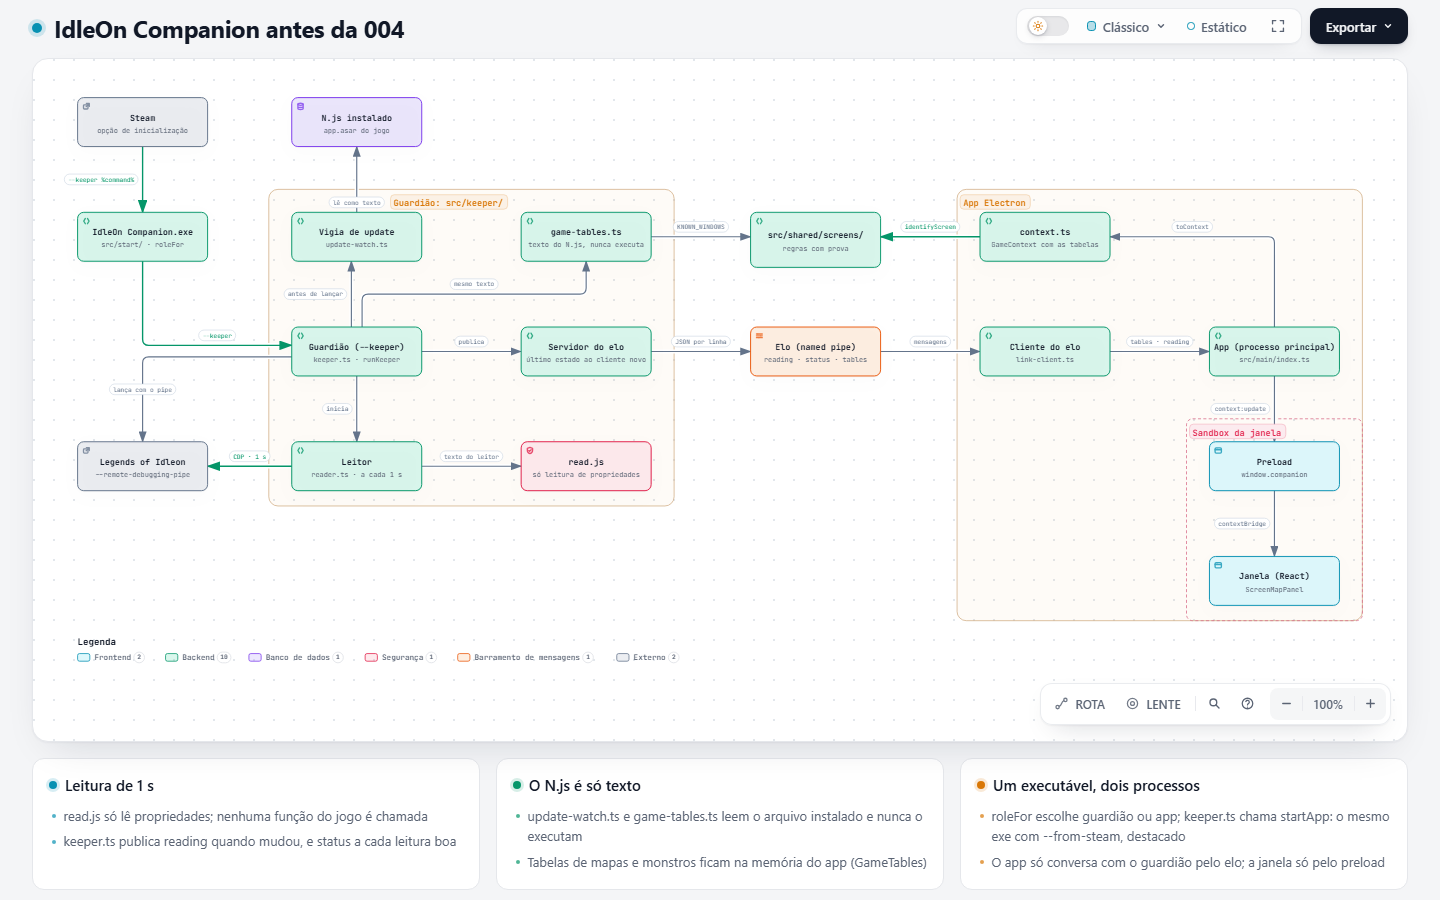 IdleOn Companion antes da 004
Clássico
Estático
Exportar
Steam
opção de inicialização
N.js instalado
app.asar do jogo
--keeper %command%
lê como texto
Guardião: src/keeper/
App Electron
IdleOn Companion.exe
src/start/ · roleFor
Vigia de update
update-watch.ts
game-tables.ts
texto do N.js, nunca executa
KNOWN_WINDOWS
src/shared/screens/
regras com prova
identifyScreen
context.ts
GameContext com as tabelas
toContext
antes de lançar
mesmo texto
--keeper
Guardião (--keeper)
keeper.ts · runKeeper
publica
Servidor do elo
último estado ao cliente novo
JSON por linha
Elo (named pipe)
reading · status · tables
mensagens
Cliente do elo
link-client.ts
tables · reading
App (processo principal)
src/main/index.ts
lança com o pipe
inicia
context:update
Sandbox da janela
Legends of Idleon
--remote-debugging-pipe
CDP · 1 s
Leitor
reader.ts · a cada 1 s
texto do leitor
read.js
só leitura de propriedades
Preload
window.companion
contextBridge
Janela (React)
ScreenMapPanel
Legenda
Frontend 2
Backend 10
Banco de dados 1
Segurança 1
Barramento de mensagens 1
Externo 2
ROTA
LENTE
100%
Leitura de 1 s
• read.js só lê propriedades; nenhuma função do jogo é chamada
• keeper.ts publica reading quando mudou, e status a cada leitura boa
O N.js é só texto
• update-watch.ts e game-tables.ts leem o arquivo instalado e nunca o
executam
• Tabelas de mapas e monstros ficam na memória do app (GameTables)
Um executável, dois processos
• roleFor escolhe guardião ou app; keeper.ts chama startApp: o mesmo
exe com --from-steam, destacado
• O app só conversa com o guardião pelo elo; a janela só pelo preload